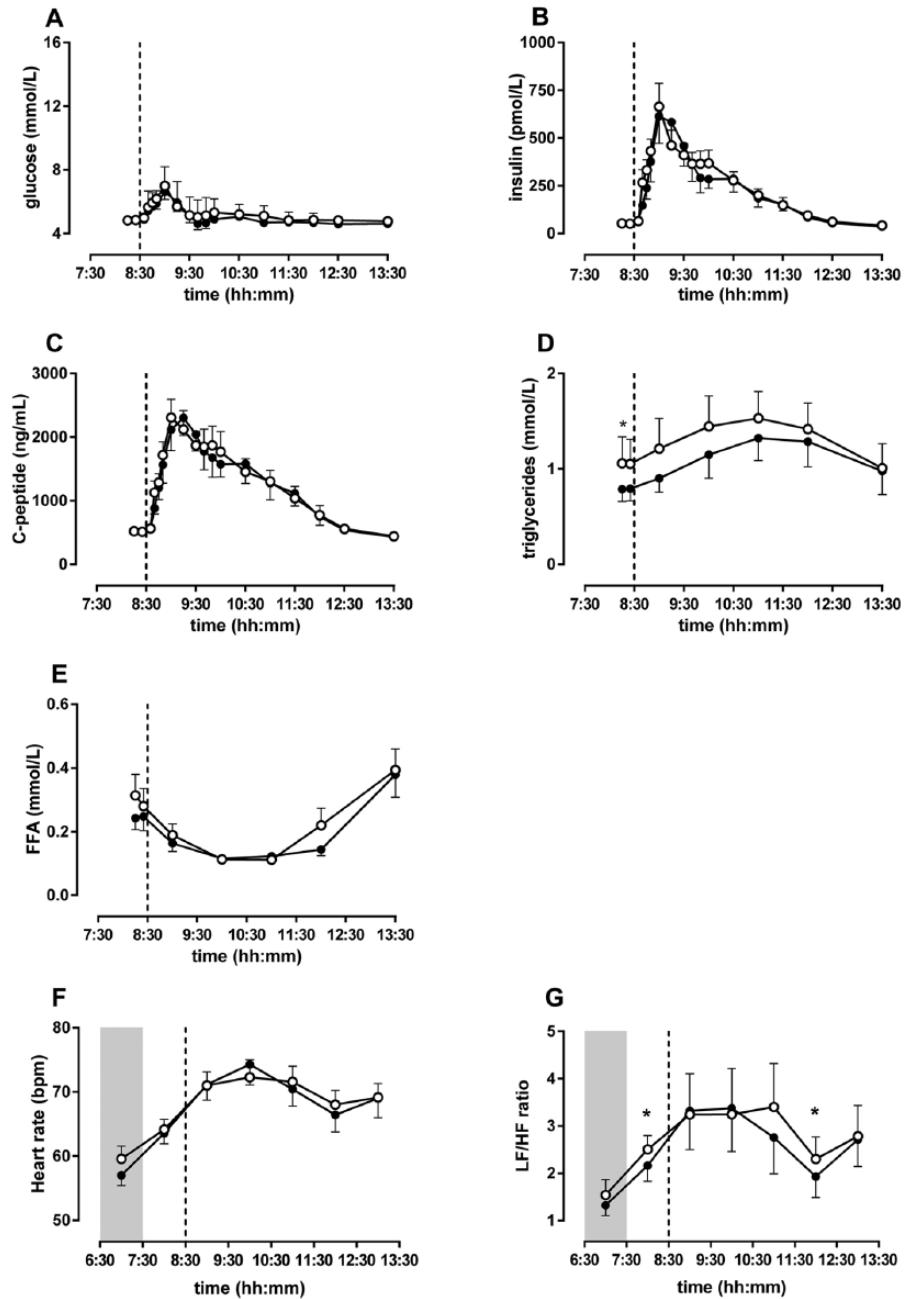 A
16
12
8
4
glucose (mmol/L)
7:30 8:30 9:30 10:30 11:30 12:30 13:30
time (hh:mm)
B
1000
750
500
250
0
insulin (pmol/L)
7:30 8:30 9:30 10:30 11:30 12:30 13:30
time (hh:mm)
C
3000
2000
1000
0
C-peptide (ng/mL)
7:30 8:30 9:30 10:30 11:30 12:30 13:30
time (hh:mm)
D
2
1
0
triglycerides (mmol/L)
*
7:30 8:30 9:30 10:30 11:30 12:30 13:30
time (hh:mm)
E
0.6
0.4
0.2
0.0
FFA (mmol/L)
7:30 8:30 9:30 10:30 11:30 12:30 13:30
time (hh:mm)
F
80
70
60
50
Heart rate (bpm)
6:30 7:30 8:30 9:30 10:30 11:30 12:30 13:30
time (hh:mm)
G
5
4
3
2
1
LF/HF ratio
* *
6:30 7:30 8:30 9:30 10:30 11:30 12:30 13:30
time (hh:mm)